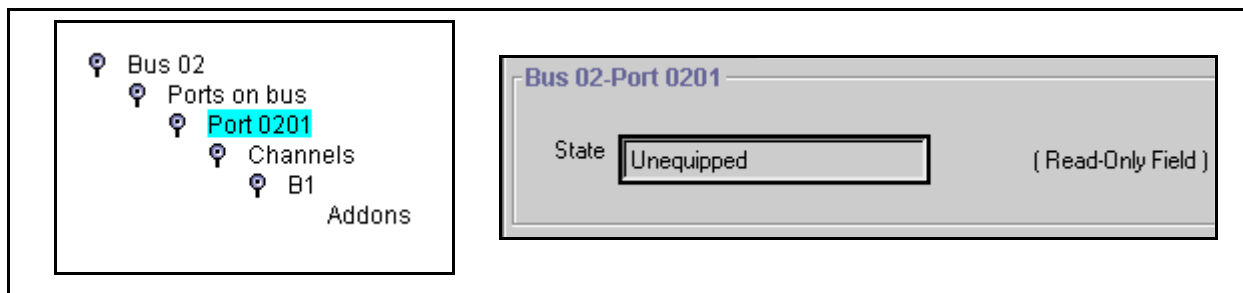 Bus 02
Ports on bus
Port 0201
Channels
B1
Addons
Bus 02-Port 0201
State Unequipped ( Read-Only Field )